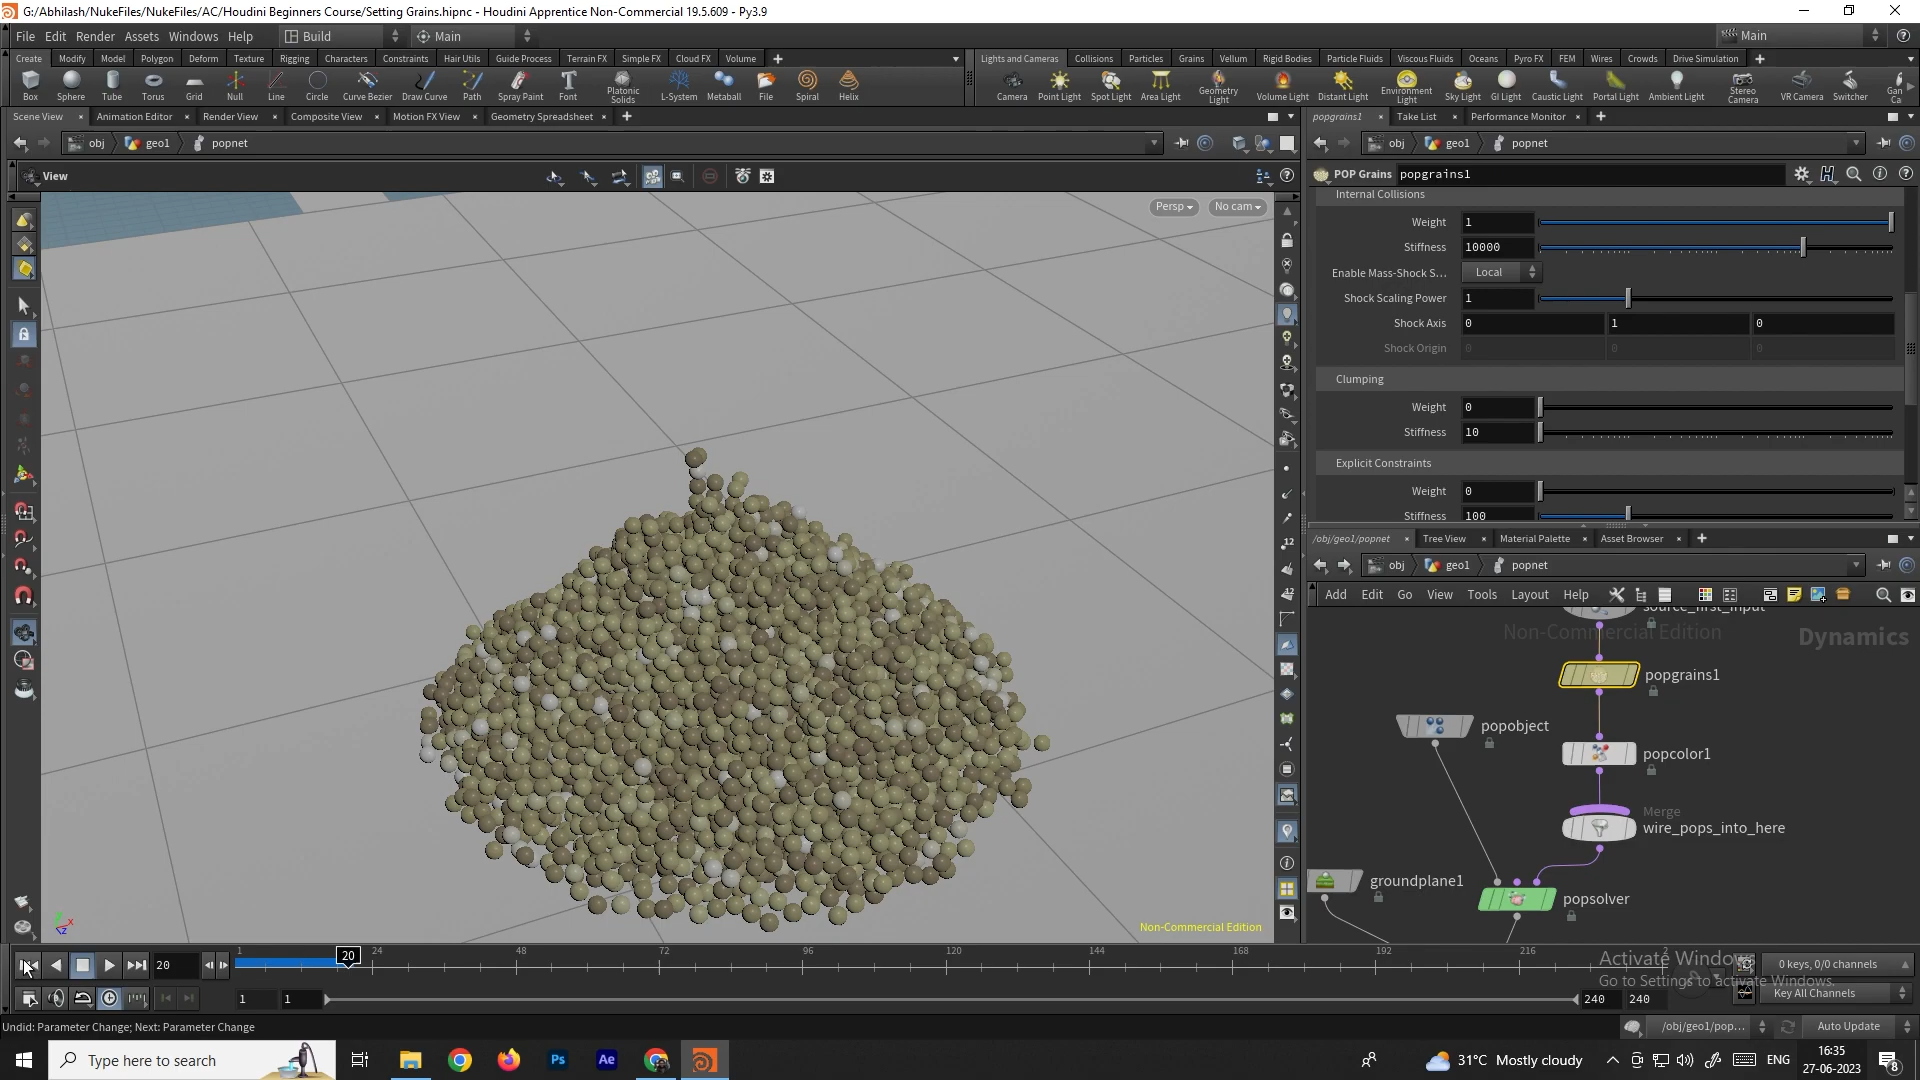 G:/Abhilash/NukeFiles/NukeFiles/AC/Houdini Beginners Course/Setting Grains.hipnc - Houdini Apprentice Non-Commercial 19.5.609 - Py3.9
File Edit Render Assets Windows Help Build Main Main
Create Modify Model Polygon Deform Texture Rigging Characters Constraints Hair Utils Guide Process Terrain FX Simple FX Cloud FX Volume
Lights and Cameras Collisions Particles Grains Vellum Rigid Bodies Particle Fluids Viscous Fluids Oceans Pyro FX FEM Wires Crowds Drive Simulation
Box Sphere Tube Torus Grid Null Line Circle Curve Bezier Draw Curve Path Spray Paint Font Platonic Solids L-System Metaball File Spiral Helix
Camera Point Light Spot Light Area Light Geometry Light Volume Light Distant Light Environment Light Sky Light GI Light Caustic Light Portal Light Ambient Light Stereo Camera VR Camera Switcher Gan Ca
Scene View Animation Editor Render View Composite View Motion FX View Geometry Spreadsheet
popgrains1 Take List Performance Monitor
obj geo1 popnet
obj geo1 popnet
View
POP Grains popgrains1
Persp No cam
Internal Collisions
Weight 1
Stiffness 10000
Enable Mass-Shock S... Local
Shock Scaling Power 1
Shock Axis 0 1 0
Shock Origin 0 0 0
Clumping
Weight 0
Stiffness 10
Explicit Constraints
Weight 0
Stiffness 100
/obj/geo1/popnet Tree View Material Palette Asset Browser
obj geo1 popnet
Add Edit Go View Tools Layout Help
source_first_input
Non-Commercial Edition Dynamics
popgrains1
popobject
popcolor1
Merge
wire_pops_into_here
groundplane1
popsolver
Non-Commercial Edition
20 1 20 24 48 72 96 120 144 168 192 216 2
Activate Windows
Go to Settings to activate Windows.
0 keys, 0/0 channels
1 1 240 240
Key All Channels
Undid: Parameter Change; Next: Parameter Change
/obj/geo1/pop... Auto Update
Type here to search
Ps Ae
31°C Mostly cloudy
ENG
16:35
27-06-2023
8